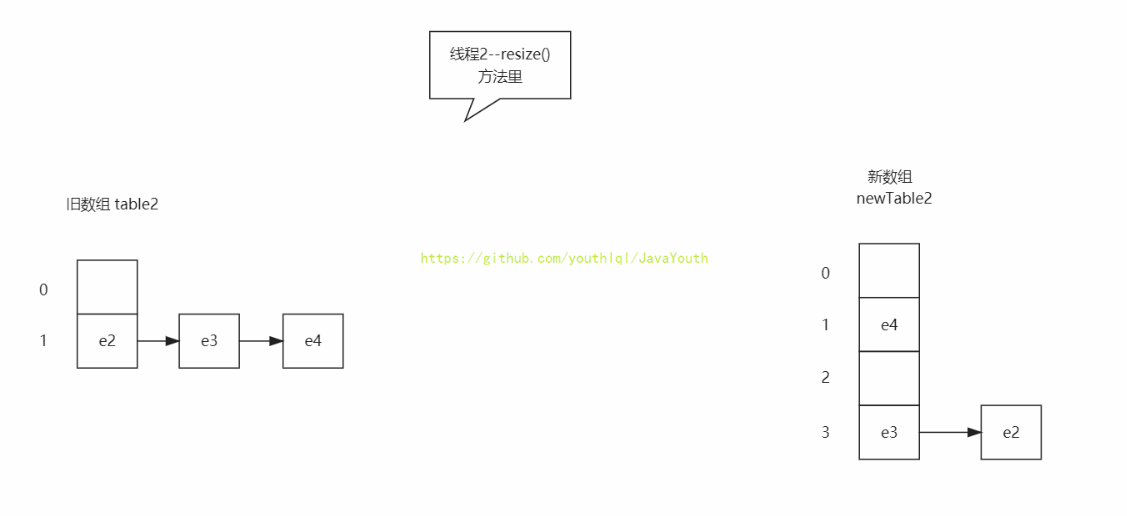 线程2--resize()
方法里
旧数组 table2
新数组
newTable2
https://github.com/youthlql/JavaYouth
0
1
e2
e3
e4
0
1
e4
2
3
e3
e2